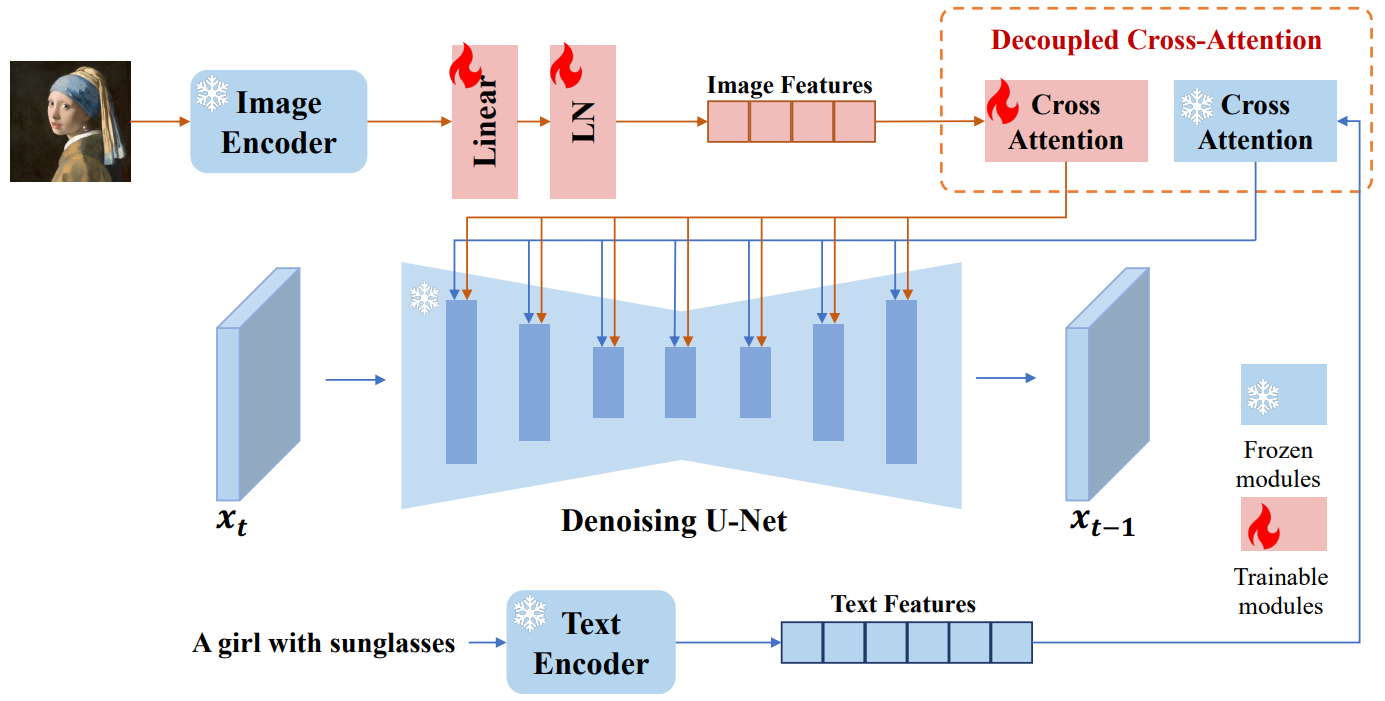 Decoupled Cross-Attention
Image
Encoder
Linear
LN
Image Features
Cross
Attention
Cross
Attention
x_t
Denoising U-Net
x_{t−1}
Frozen
modules
Trainable
modules
A girl with sunglasses
Text
Encoder
Text Features